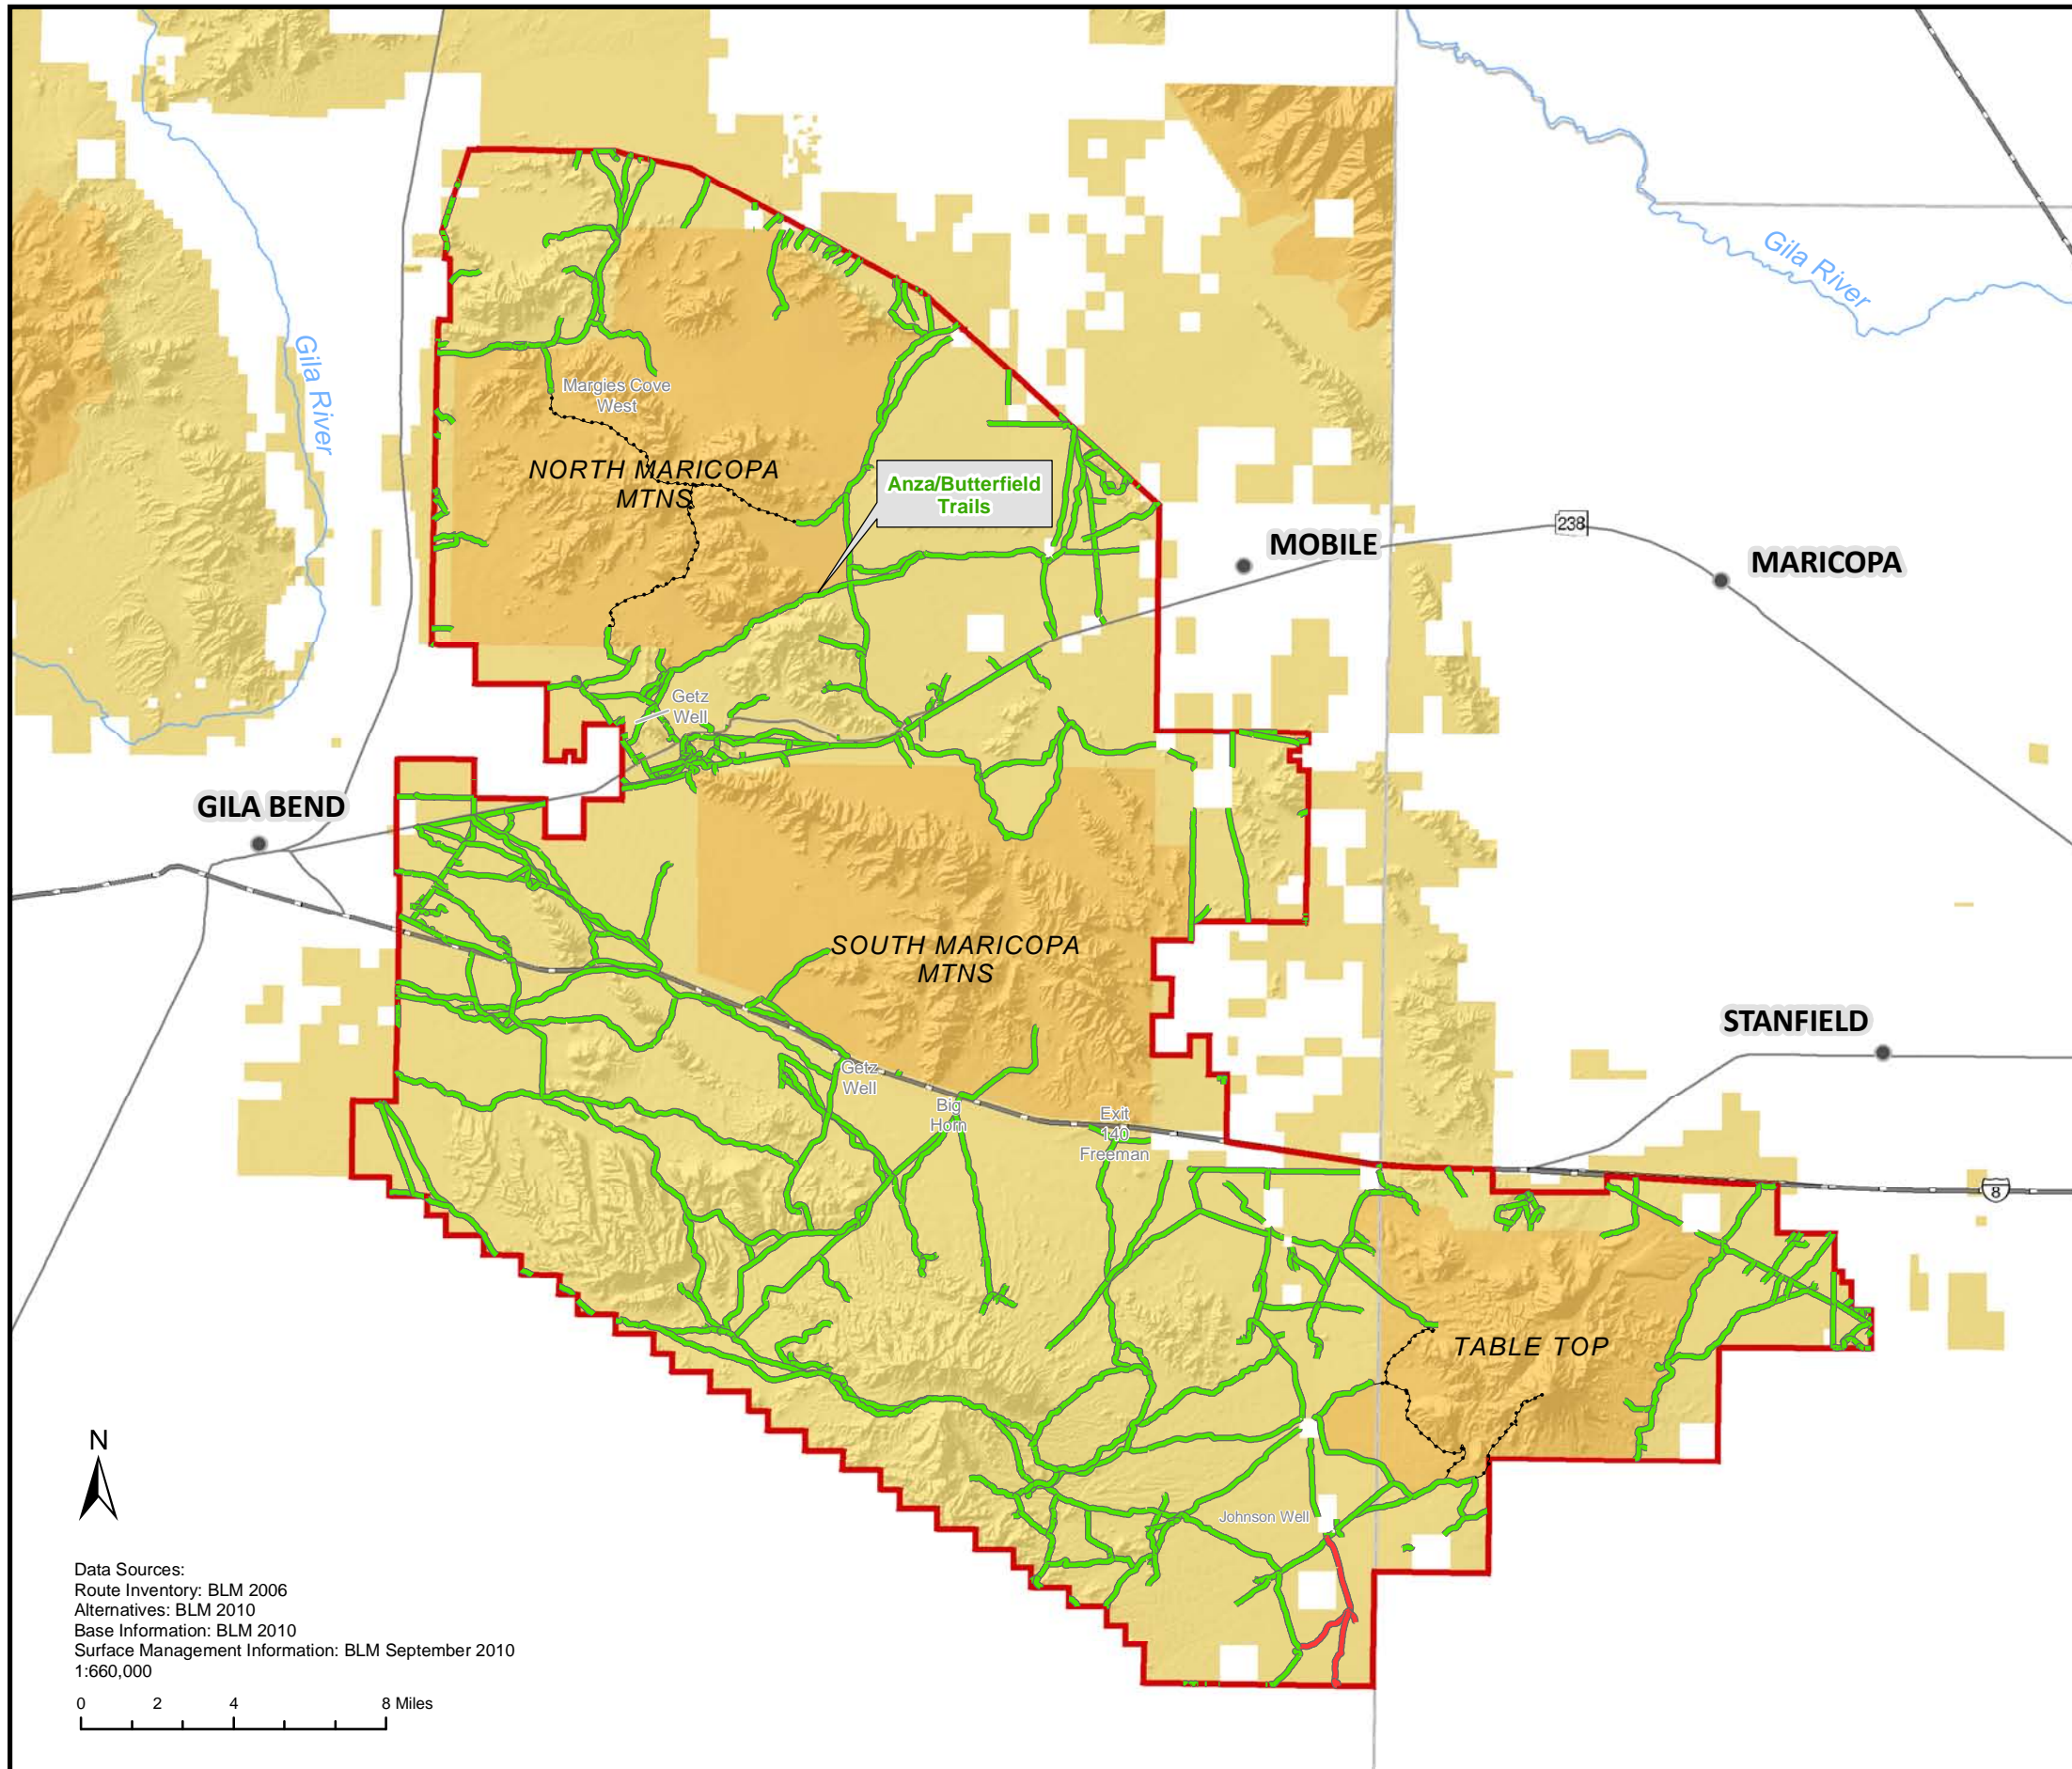 Gila River
Gila River
Margies Cove
West
NORTH MARICOPA
MTNS
Anza/Butterfield
Trails
238
MOBILE
MARICOPA
Getz
Well
GILA BEND
SOUTH MARICOPA
MTNS
STANFIELD
Getz
Well
Big
Horn
Exit
140
Freeman
8
TABLE TOP
Johnson Well
N
Data Sources:
Route Inventory: BLM 2006
Alternatives: BLM 2010
Base Information: BLM 2010
Surface Management Information: BLM September 2010
1:660,000
0 2 4 8 Miles